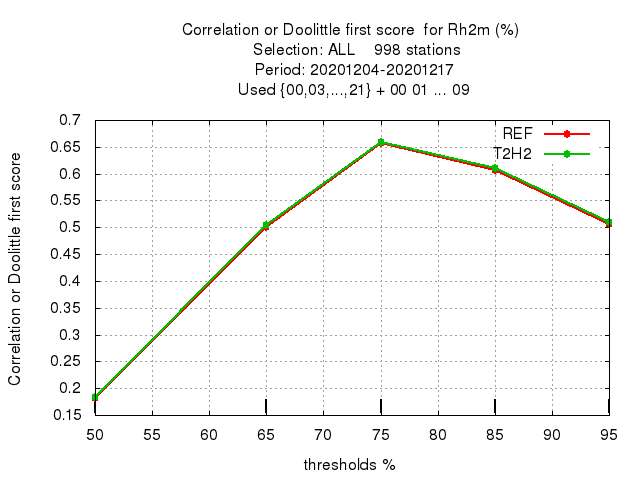 Correlation or Doolittle first score  for Rh2m (%)
Selection: ALL    998 stations
Period: 20201204-20201217
Used {00,03,...,21} + 00 01 ... 09
REF
T2H2
0.7
0.65
0.6
0.55
0.5
0.45
0.4
0.35
0.3
0.25
0.2
0.15
Correlation or Doolittle first score
50 55 60 65 70 75 80 85 90 95
thresholds %